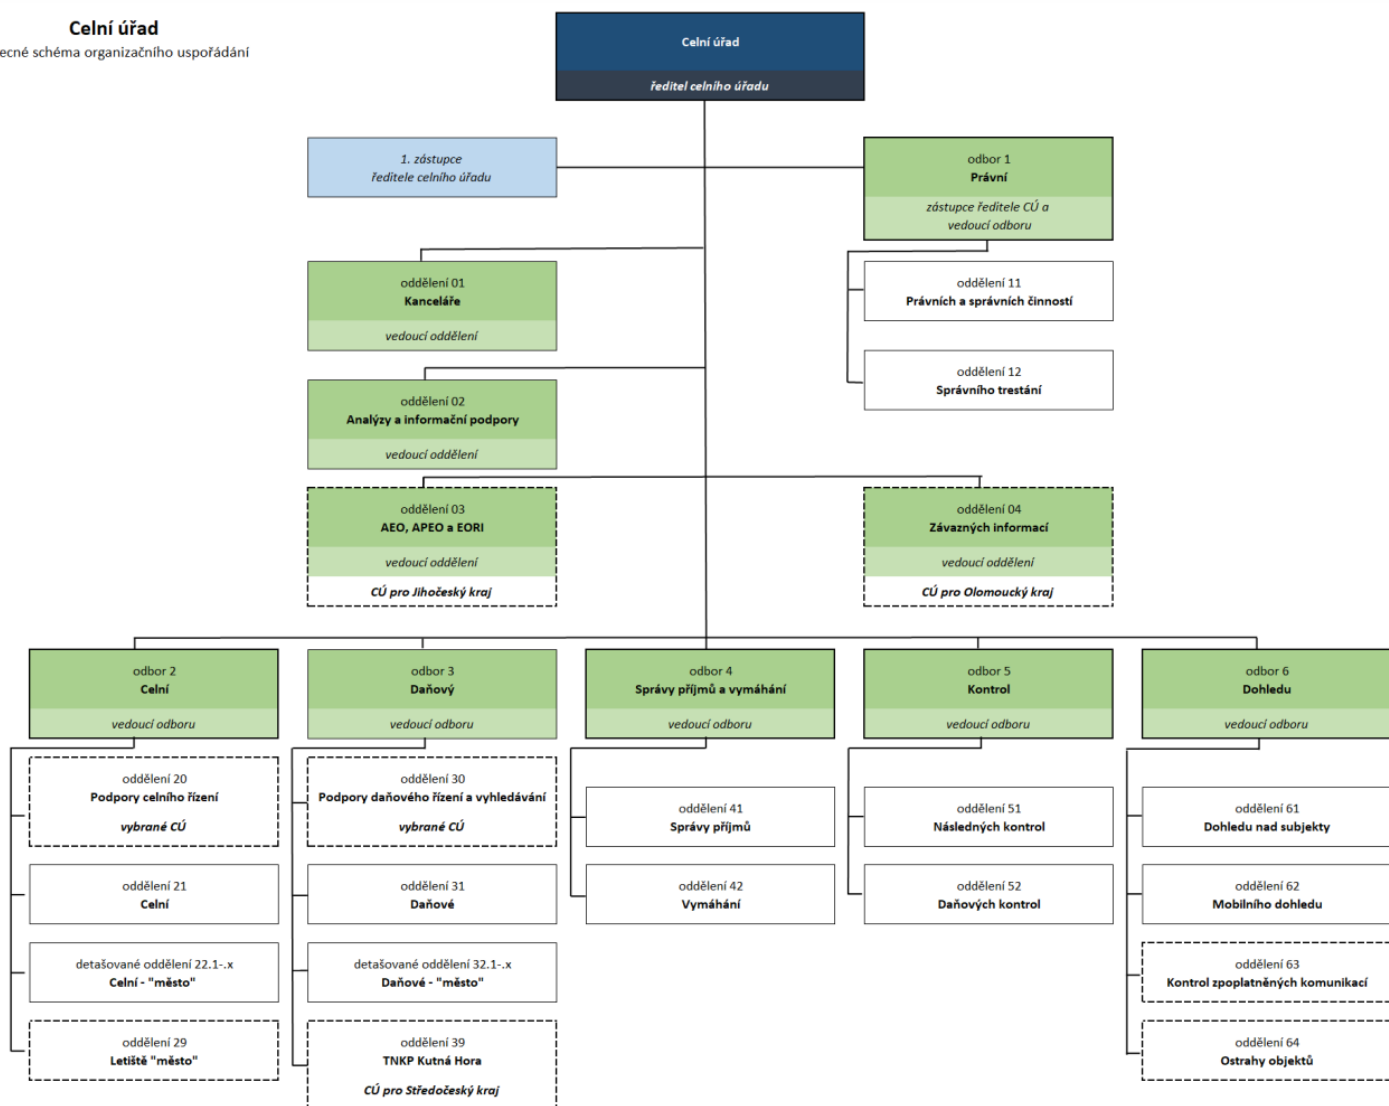 Celní úřad
ecné schéma organizačního uspořádání
Celní úřad
ředitel celního úřadu
1. zástupce
ředitele celního úřadu
odbor 1
Právní
zástupce ředitele CÚ a
vedoucí odboru
oddělení 01
Kanceláře
vedoucí oddělení
oddělení 11
Právních a správních činností
oddělení 02
Analýzy a informační podpory
vedoucí oddělení
oddělení 12
Správního trestání
oddělení 03
AEO, APEO a EORI
vedoucí oddělení
CÚ pro Jihočeský kraj
oddělení 04
Závazných informací
vedoucí oddělení
CÚ pro Olomoucký kraj
odbor 2
Celní
vedoucí odboru
odbor 3
Daňový
vedoucí odboru
odbor 4
Správy příjmů a vymáhání
vedoucí odboru
odbor 5
Kontrol
vedoucí odboru
odbor 6
Dohledu
vedoucí odboru
oddělení 20
Podpory celního řízení
vybrané CÚ
oddělení 30
Podpory daňového řízení a vyhledávání
vybrané CÚ
oddělení 41
Správy příjmů
oddělení 51
Následných kontrol
oddělení 61
Dohledu nad subjekty
oddělení 21
Celní
oddělení 31
Daňové
oddělení 42
Vymáhání
oddělení 52
Daňových kontrol
oddělení 62
Mobilního dohledu
detašované oddělení 22.1-.x
Celní - "město"
detašované oddělení 32.1-.x
Daňové - "město"
oddělení 63
Kontrol zpoplatněných komunikací
oddělení 29
Letiště "město"
oddělení 39
TNKP Kutná Hora
CÚ pro Středočeský kraj
oddělení 64
Ostrahy objektů